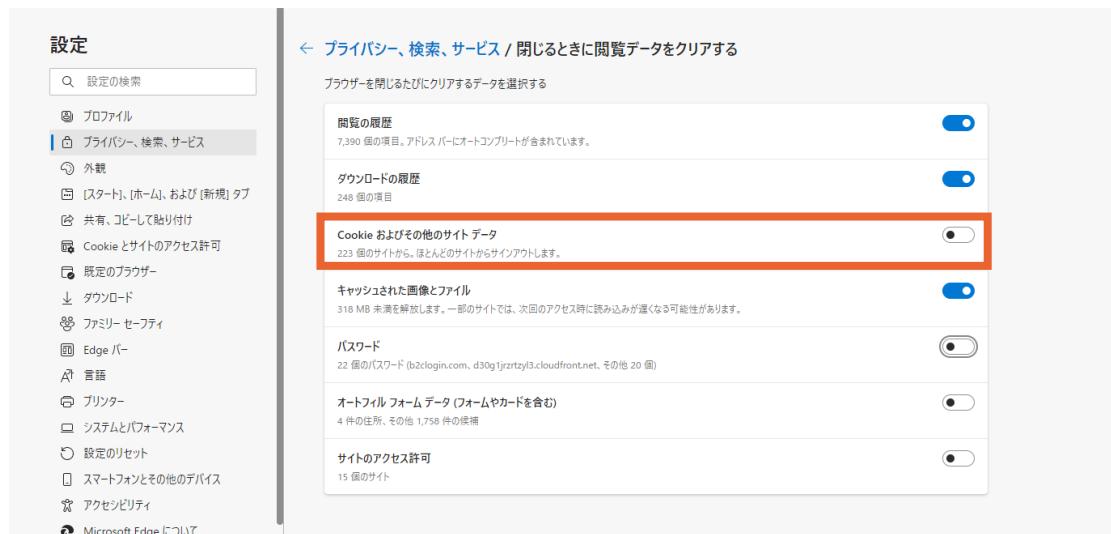 設定
設定の検索
プロファイル
プライバシー、検索、サービス
外観
[スタート]、[ホーム]、および [新規] タブ
共有、コピーして貼り付け
Cookie とサイトのアクセス許可
既定のブラウザー
ダウンロード
ファミリー セーフティ
Edge バー
言語
プリンター
システムとパフォーマンス
設定のリセット
スマートフォンとその他のデバイス
アクセシビリティ
Microsoft Edge について
プライバシー、検索、サービス / 閉じるときに閲覧データをクリアする
ブラウザーを閉じるたびにクリアするデータを選択する
閲覧の履歴
7,390 個の項目。アドレス バーにオートコンプリートが含まれています。
ダウンロードの履歴
248 個の項目
Cookie およびその他のサイト データ
223 個のサイトから。ほとんどのサイトからサインアウトします。
キャッシュされた画像とファイル
318 MB 未満を解放します。一部のサイトでは、次回のアクセス時に読み込みが遅くなる可能性があります。
パスワード
22 個のパスワード (b2clogin.com、d30g1jrzrtzyl3.cloudfront.net、その他 20 個)
オートフィル フォーム データ (フォームやカードを含む)
4 件の住所、その他 1,758 件の候補
サイトのアクセス許可
15 個のサイト